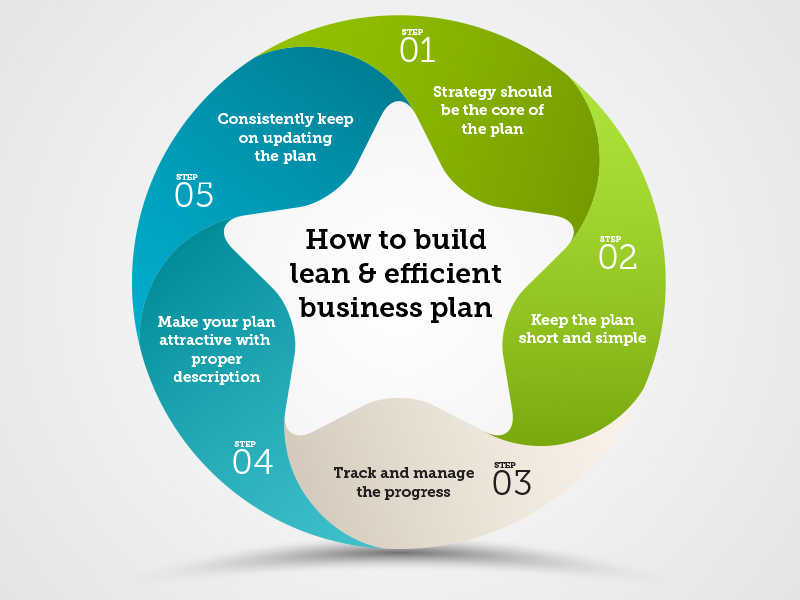 How to build
lean & efficient
business plan
STEP
01
Strategy should
be the core of
the plan
STEP
02
Keep the plan
short and simple
STEP
03
Track and manage
the progress
STEP
04
Make your plan
attractive with
proper
description
STEP
05
Consistently keep
on updating
the plan